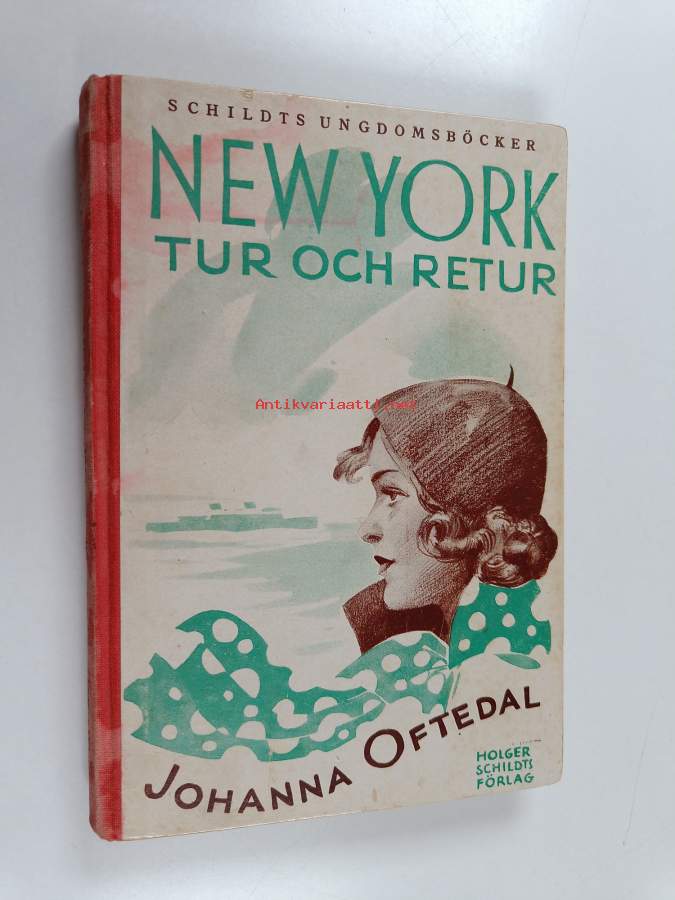 SCHILDTS UNGDOMSBÖCKER
NEW YORK
TUR OCH RETUR
Antikvariaatti.net
JOHANNA OFTEDAL
HOLGER
SCHILDTS
FÖRLAG